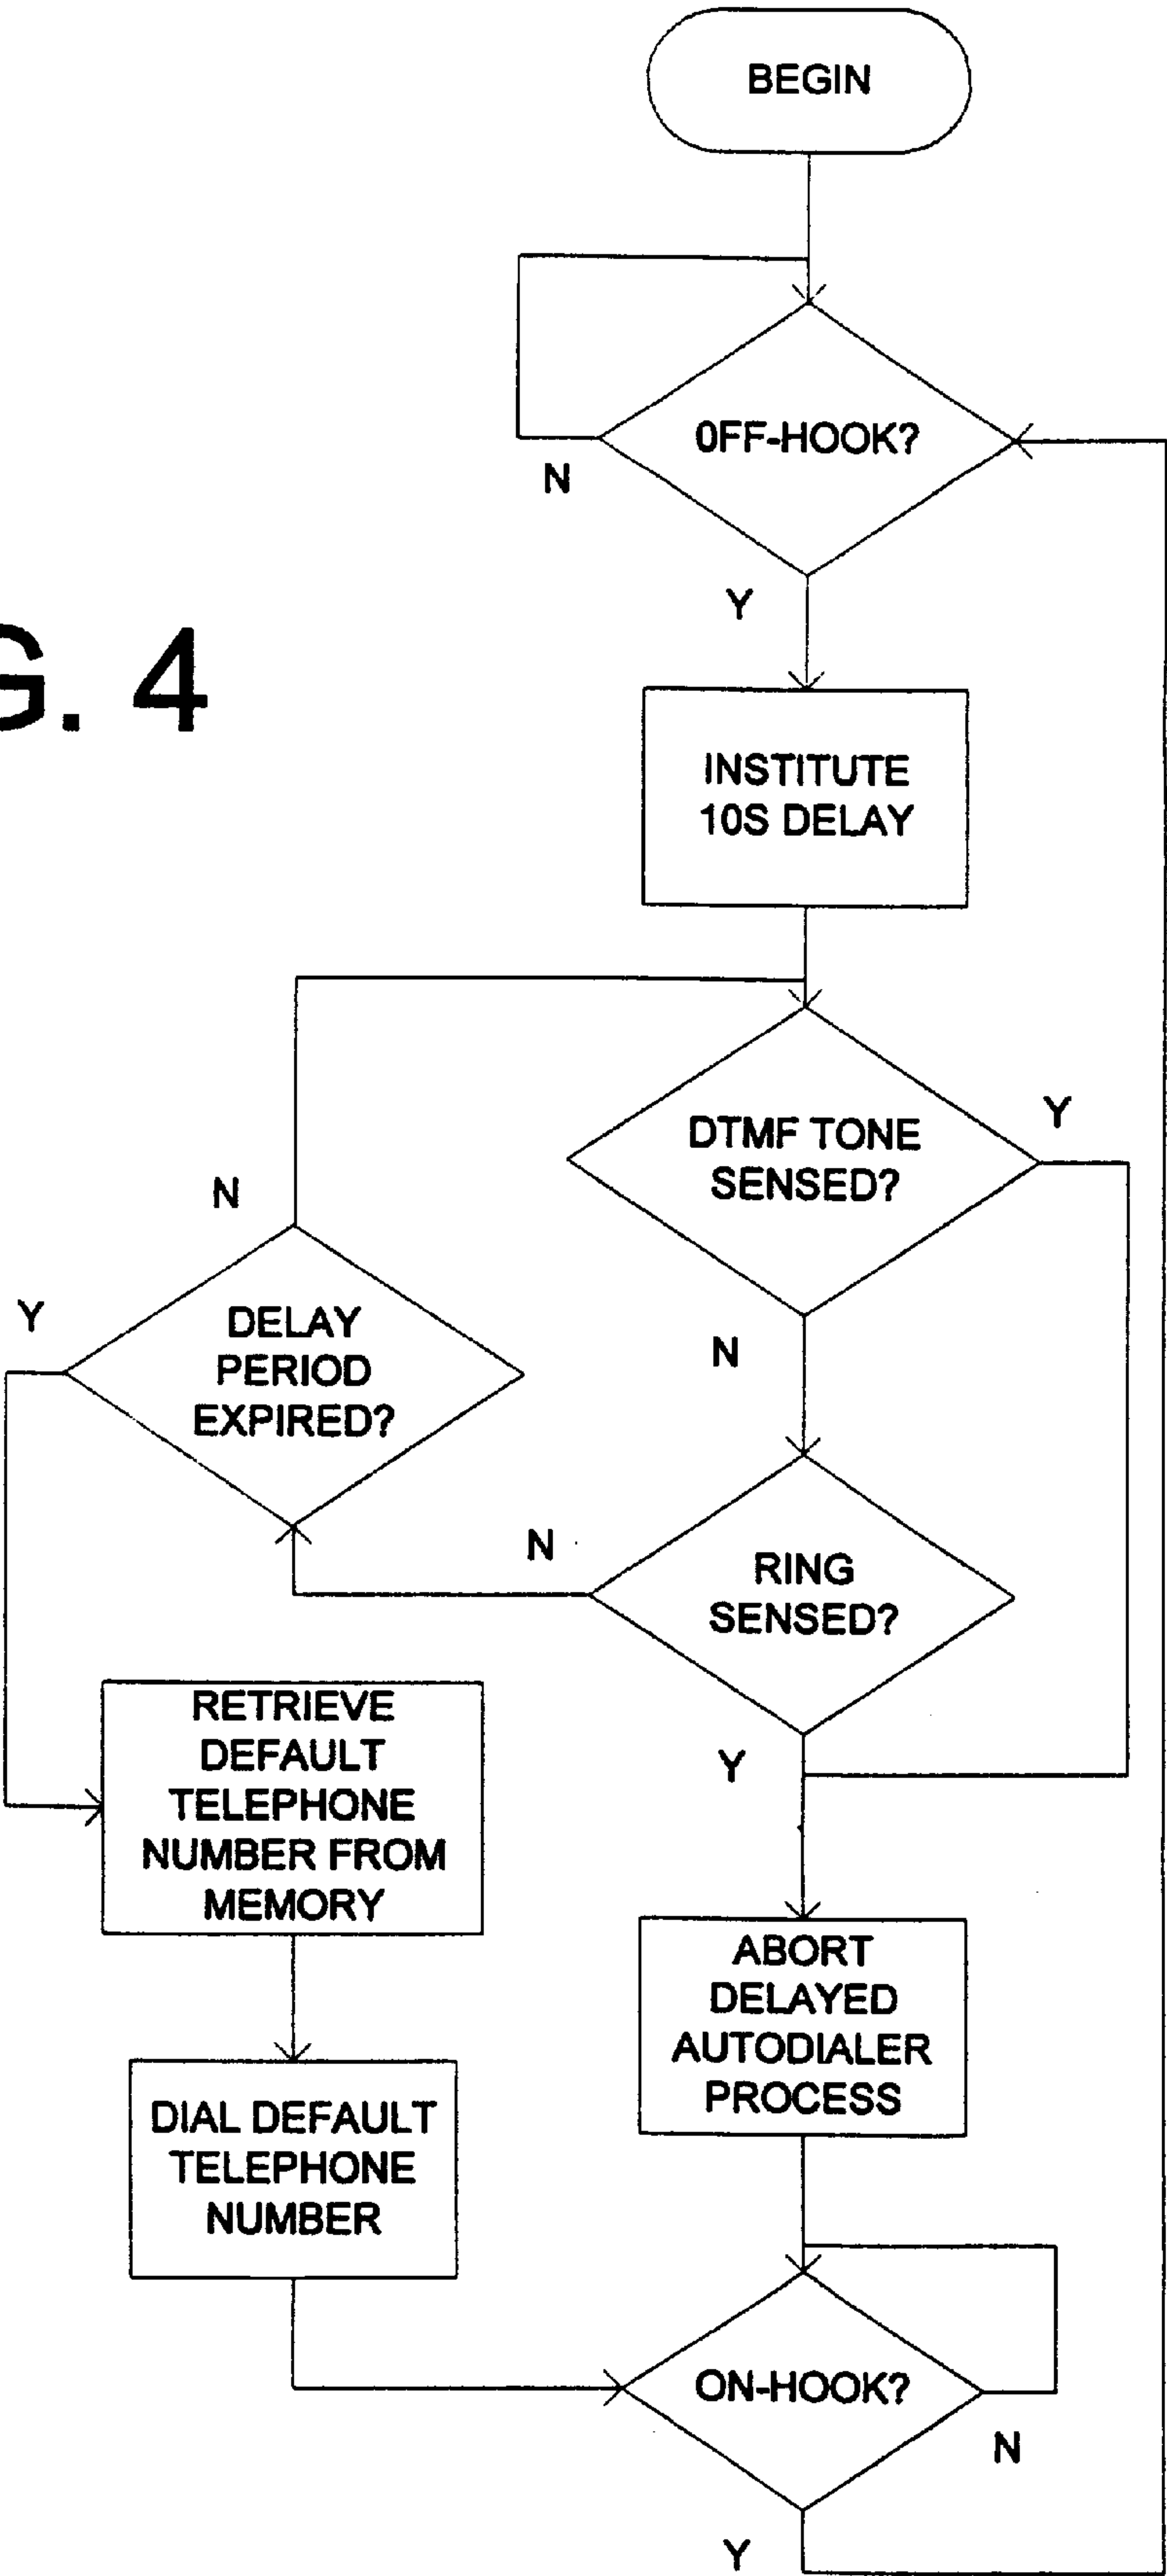 BEGIN
0FF-HOOK?
N
Y
G. 4
INSTITUTE
10S DELAY
DTMF TONE
SENSED?
Y
N
N
DELAY
PERIOD
EXPIRED?
Y
RING
SENSED?
N
Y
RETRIEVE
DEFAULT
TELEPHONE
NUMBER FROM
MEMORY
ABORT
DELAYED
AUTODIALER
PROCESS
DIAL DEFAULT
TELEPHONE
NUMBER
ON-HOOK?
N
Y